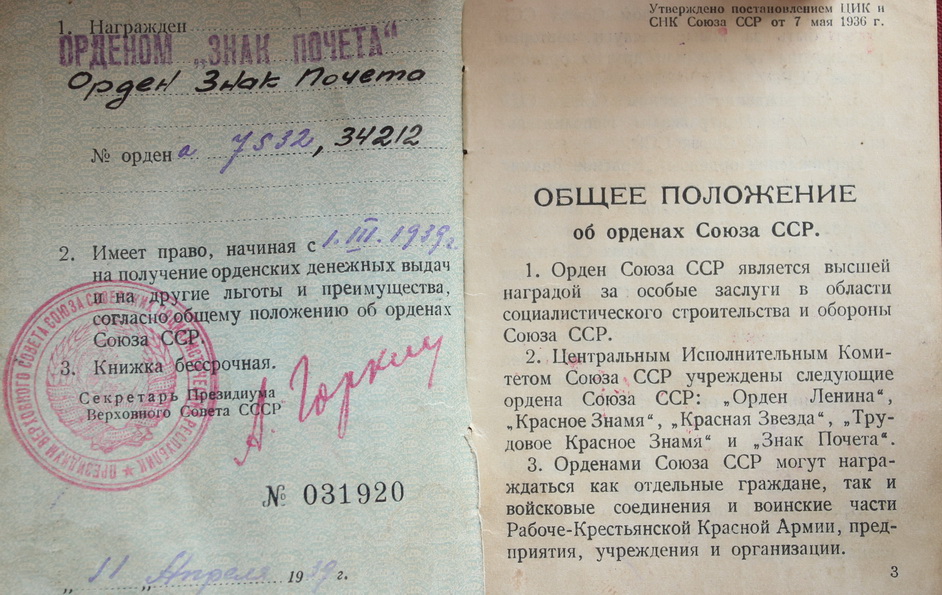 1. Награжден
ОРДЕНОМ „ЗНАК ПОЧЕТА"
Орден Знак Почета
№ ордена 7532, 34212
2. Имеет право, начиная с 1.III.1939г.
на получение орденских денежных выдач
и на другие льготы и преимущества,
согласно общему положению об орденах
Союза ССР.
3. Книжка бессрочная.
Секретарь Президиума
Верховного Совета СССР
А. Горкин
№ 031920
„11 „ Апреля 1939 г.
Утверждено постановлением ЦИК и
СНК Союза ССР от 7 мая 1936 г.
ОБЩЕЕ ПОЛОЖЕНИЕ
об орденах Союза ССР.
1. Орден Союза ССР является высшей
наградой за особые заслуги в области
социалистического строительства и обороны
Союза ССР.
2. Центральным Исполнительным Коми-
тетом Союза ССР учреждены следующие
ордена Союза ССР: „Орден Ленина",
„Красное Знамя", „Красная Звезда", „Тру-
довое Красное Знамя" и „Знак Почета".
3. Орденами Союза ССР могут награ-
ждаться как отдельные граждане, так и
войсковые соединения и воинские части
Рабоче-Крестьянской Красной Армии, пред-
приятия, учреждения и организации.
3